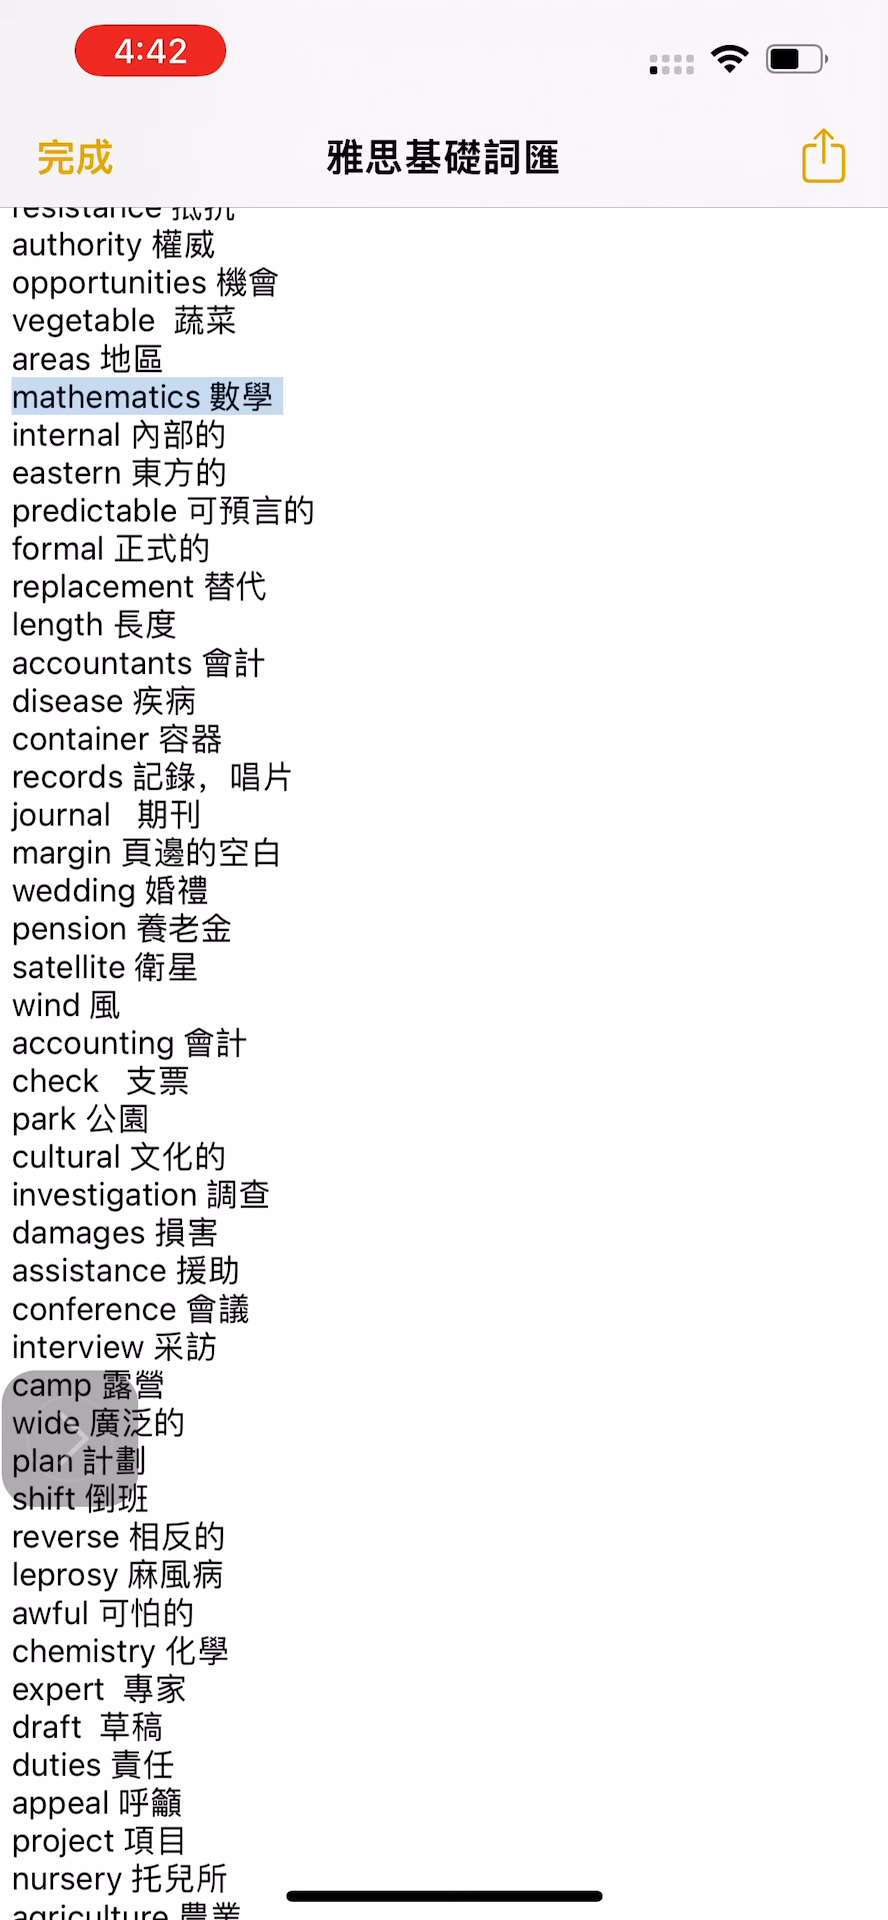 4:42
完成
雅思基礎詞匯
resistance 抵抗
authority 權威
opportunities 機會
vegetable  蔬菜
areas 地區
mathematics 數學
internal 內部的
eastern 東方的
predictable 可預言的
formal 正式的
replacement 替代
length 長度
accountants 會計
disease 疾病
container 容器
records 記錄，唱片
journal   期刊
margin 頁邊的空白
wedding 婚禮
pension 養老金
satellite 衛星
wind 風
accounting 會計
check   支票
park 公園
cultural 文化的
investigation 調查
damages 損害
assistance 援助
conference 會議
interview 采訪
camp 露營
wide 廣泛的
plan 計劃
shift 倒班
reverse 相反的
leprosy 麻風病
awful 可怕的
chemistry 化學
expert  專家
draft  草稿
duties 責任
appeal 呼籲
project 項目
nursery 托兒所
agriculture 農業